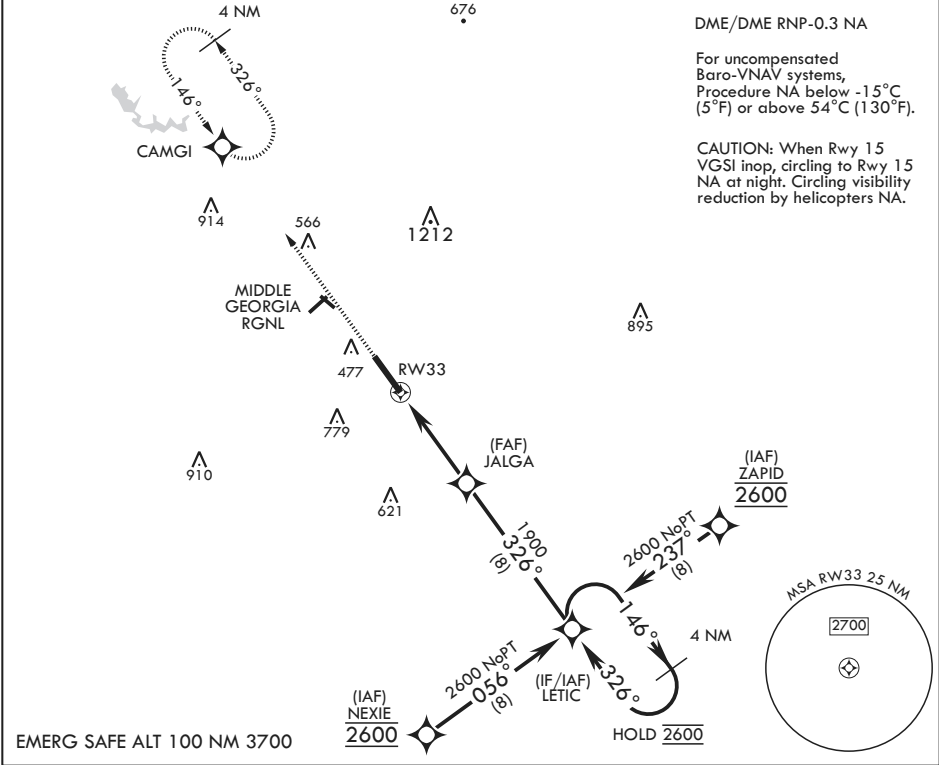 4 NM
326°
146°
CAMGI
676
DME/DME RNP-0.3 NA
For uncompensated
Baro-VNAV systems,
Procedure NA below -15°C
(5°F) or above 54°C (130°F).
CAUTION: When Rwy 15
VGSI inop, circling to Rwy 15
NA at night. Circling visibility
reduction by helicopters NA.
914
566
1212
MIDDLE
GEORGIA
RGNL
895
477
RW33
779
(FAF)
JALGA
910
621
(IAF)
ZAPID
2600
1900
326°
(8)
2600 NoPT
237°
(8)
146°
4 NM
326°
(IF/IAF)
LETIC
HOLD 2600
2600 NoPT
056°
(8)
(IAF)
NEXIE
2600
MSA RW33 25 NM
2700
EMERG SAFE ALT 100 NM 3700